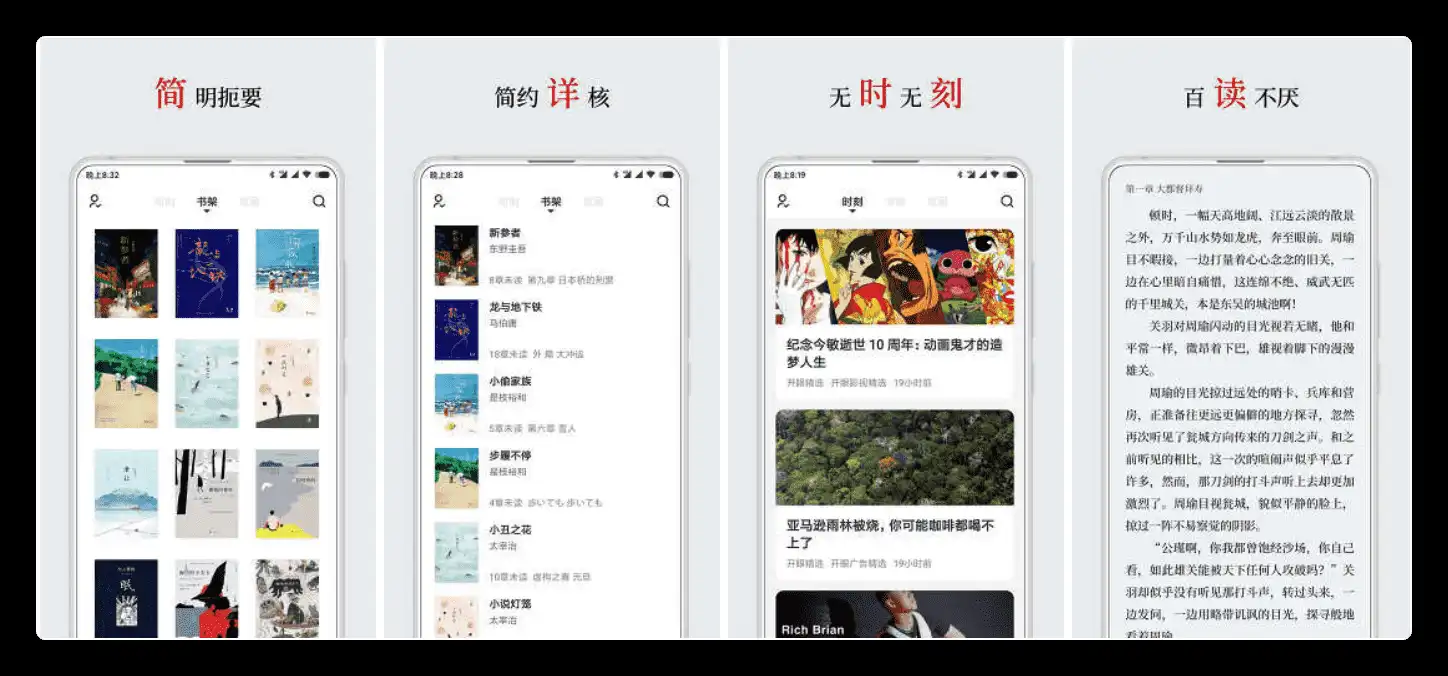 简明扼要
晚上8:32
书架
新参者
眠
简约详核
晚上8:28
书架
新参者
东野圭吾
8章未读 第九章 日本桥的刑警
龙与地下铁
马伯庸
18章未读 外篇 大冲运
小偷家族
是枝裕和
5章未读 第六章 雪人
步履不停
是枝裕和
4章未读 歩いても 歩いても
小丑之花
太宰治
10章未读 虚构之春 元旦
小说灯笼
太宰治
无时无刻
晚上8:19
时刻
纪念今敏逝世 10 周年：动画鬼才的造
梦人生
开眼精选 开眼影视精选 19小时前
亚马逊雨林被烧，你可能咖啡都喝不
上了
开眼精选 开眼广告精选 19小时前
Rich Brian
百读不厌
第一章 大都督环寿
顿时，一幅天高地阔、江远云淡的散景
之外，万千山水势如龙虎，奔至眼前。周瑜
目不暇接，一边打量着心心念念的旧关，一
边在心里暗自痛惜，这连绵不绝、威武无匹
的千里城关，本是东吴的城池啊！
关羽对周瑜闪动的目光视若无睹，他和
平常一样，微昂着下巴，雄视着脚下的漫漫
雄关。
周瑜的目光掠过远处的哨卡、兵库和营
房，正准备往更远更偏僻的地方探寻，忽然
再次听见了瓮城方向传来的刀剑之声。和之
前听见的相比，这一次的喧闹声似乎平息了
许多，然而，那刀剑的打斗声听上去却更加
激烈了。周瑜目视瓮城，貌似平静的脸上，
掠过一阵不易察觉的阴影。
“公瑾啊，你我都曾饱经沙场，你自己
看，如此雄关能被天下任何人攻破吗？”关
羽却似乎没有听见那打斗声，转过头来，一
边发问，一边用略带讥讽的目光，探寻般地
看着周瑜